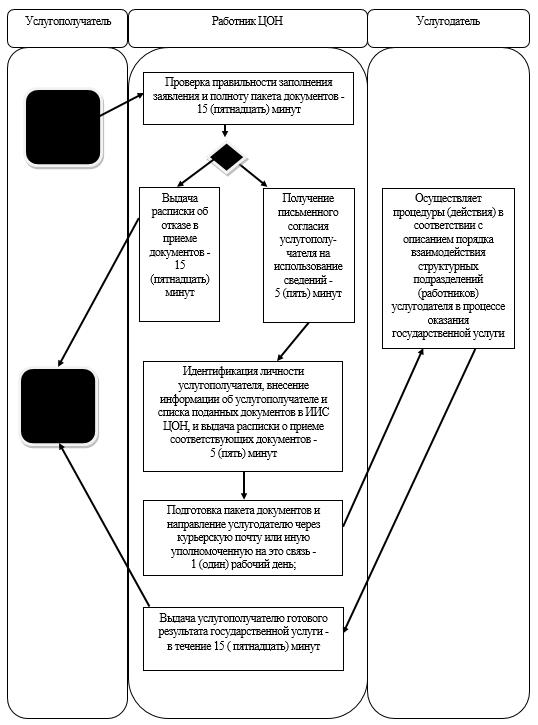 Услугополучатель
Работник ЦОН
Услугодатель
Проверка правильности заполнения
заявления и полноту пакета документов -
15 (пятнадцать) минут
Выдача
расписки об
отказе в
приеме
документов -
15
(пятнадцать)
минут
Получение
письменного
согласия
услугополу-
чателя на
использование
сведений -
5 (пять) минут
Осуществляет
процедуры (действия) в
соответствии с
описанием порядка
взаимодействия
структурных
подразделений
(работников)
услугодателя в процессе
оказания
государственной услуги
Идентификация личности
услугополучателя, внесение
информации об услугополучателе и
списка поданных документов в ИИС
ЦОН, и выдача расписки о приеме
соответствующих документов -
5 (пять) минут
Подготовка пакета документов и
направление услугодателю через
курьерскую почту или иную
уполномоченную на это связь -
1 (один) рабочий день;
Выдача услугополучателю готового
результата государственной услуги -
в течение 15 ( пятнадцать) минут